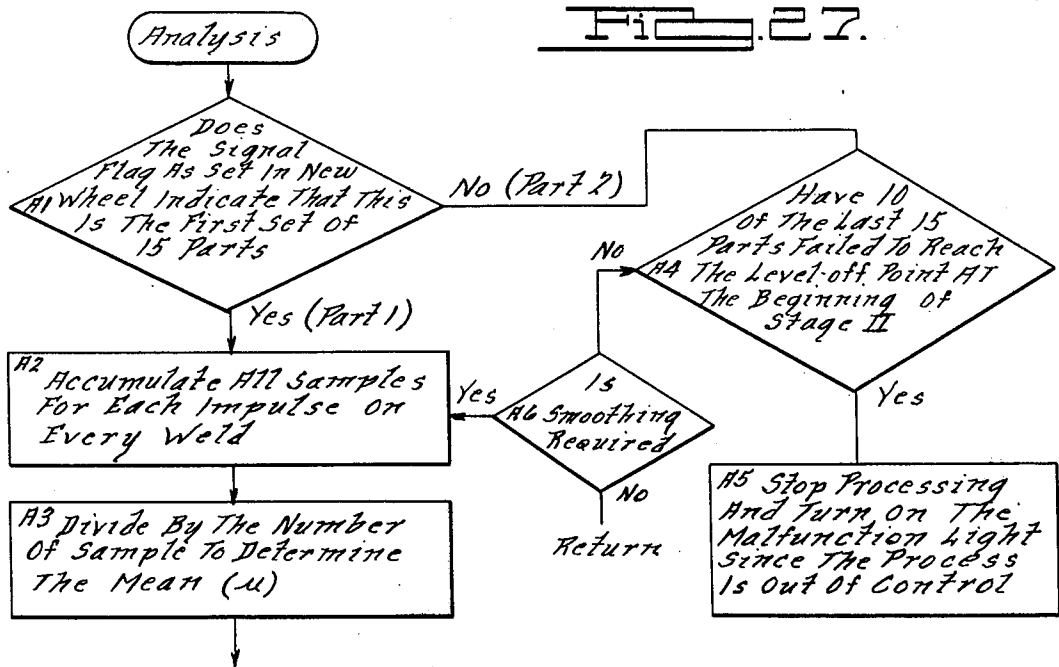 Fig. 27.
Analysis
Does
The Signal
Flag As Set In New
A1 Wheel Indicate That This
Is The First Set Of
15 Parts
No (Part 2)
Yes (Part 1)
Have 10
Of The Last 15
Parts Failed To Reach
A4 The Level-off Point AT
The Beginning Of
Stage II
No
Yes
A2 Accumulate All Samples
For Each Impulse On
Every Weld
Yes
Is
A6 Smoothing
Required
No
Return
A3 Divide By The Number
Of Sample To Determine
The Mean (u)
A5 Stop Processing
And Turn On The
Malfunction Light
Since The Process
Is Out Of Control